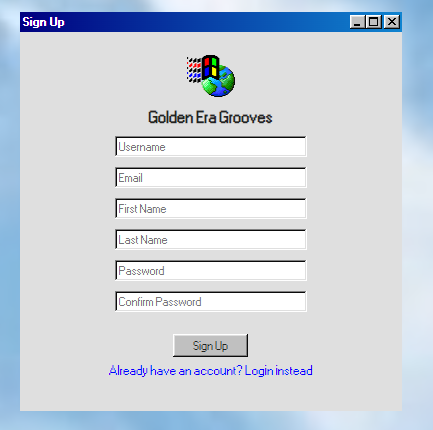 Sign Up
Golden Era Grooves
Username
Email
First Name
Last Name
Password
Confirm Password
Sign Up
Already have an account? Login instead